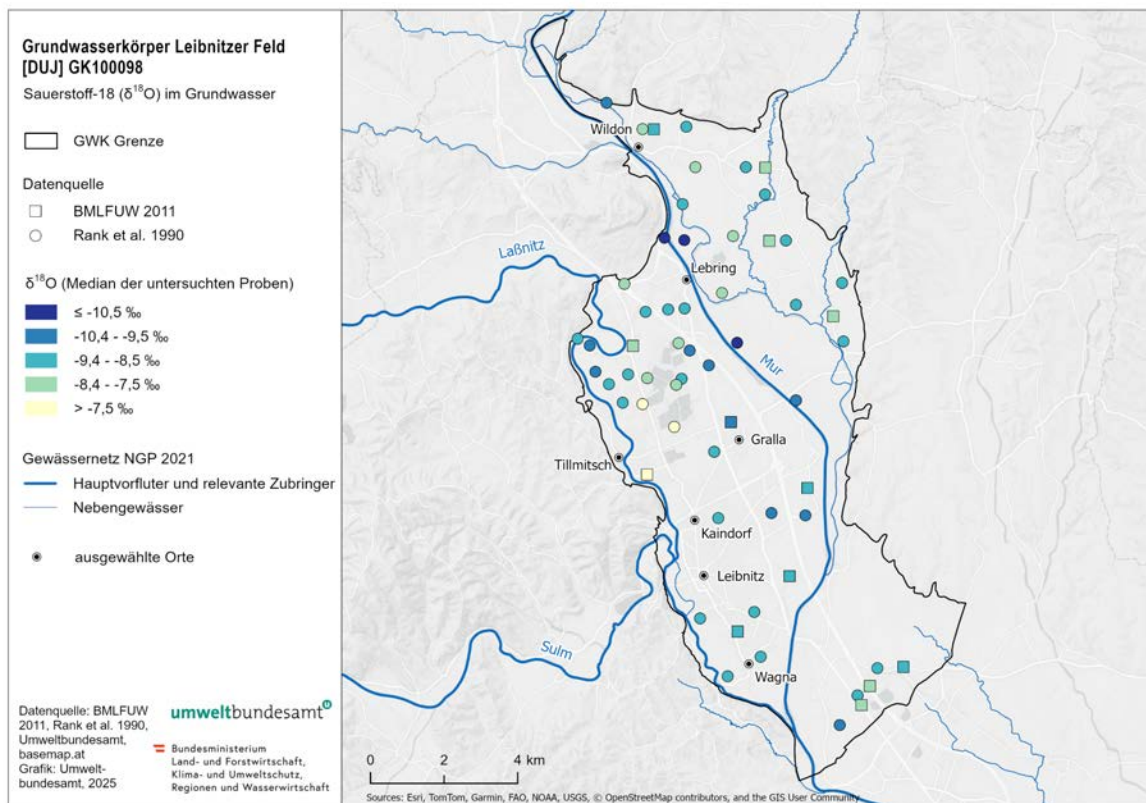 Grundwasserkörper Leibnitzer Feld
[DUJ] GK100098
Sauerstoff-18 (δ¹⁸O) im Grundwasser
GWK Grenze
Datenquelle
BMLFUW 2011
Rank et al. 1990
δ¹⁸O (Median der untersuchten Proben)
≤ -10,5 ‰
-10,4 - -9,5 ‰
-9,4 - -8,5 ‰
-8,4 - -7,5 ‰
> -7,5 ‰
Gewässernetz NGP 2021
Hauptvorfluter und relevante Zubringer
Nebengewässer
ausgewählte Orte
Datenquelle: BMLFUW
2011, Rank et al. 1990,
Umweltbundesamt,
basemap.at
Grafik: Umwelt-
bundesamt, 2025
umweltbundesamt
Bundesministerium
Land- und Forstwirtschaft,
Klima- und Umweltschutz,
Regionen und Wasserwirtschaft
Wildon
Laßnitz
Lebring
Mur
Gralla
Tillmitsch
Kaindorf
Leibnitz
Sulm
Wagna
0 2 4 km
Sources: Esri, TomTom, Garmin, FAO, NOAA, USGS, © OpenStreetMap contributors, and the GIS User Community